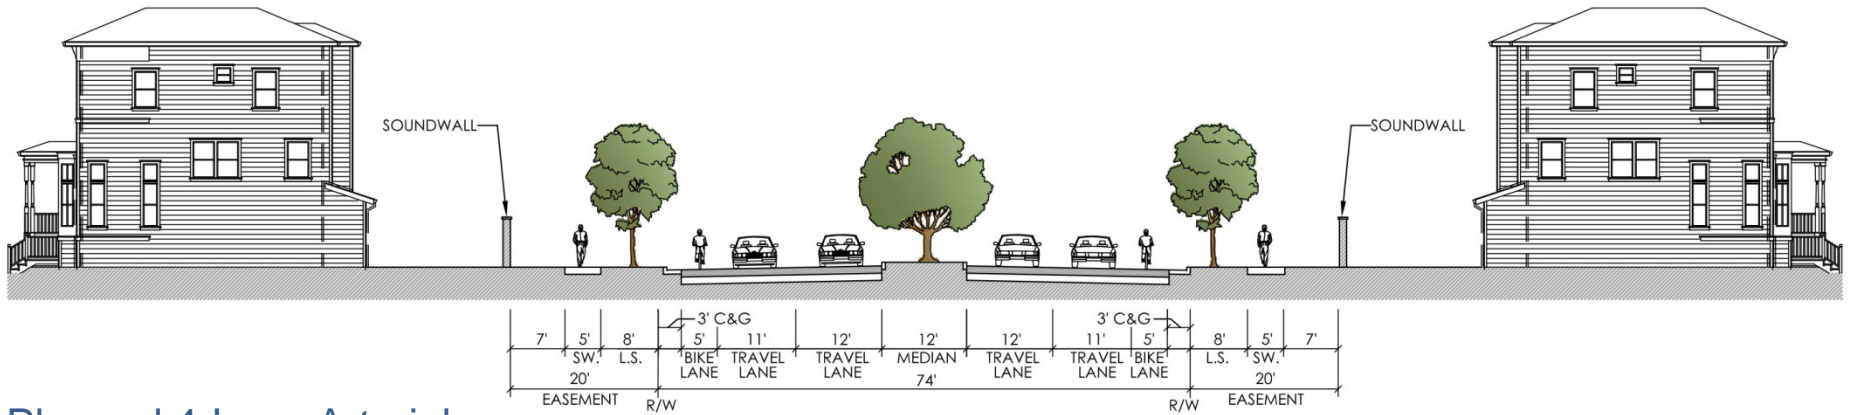 SOUNDWALL
SOUNDWALL
3' C&G
3' C&G
7' 5' 8' 5' 11' 12' 12' 12' 11' 5' 8' 5' 7'
SW. L.S. BIKE TRAVEL TRAVEL MEDIAN TRAVEL TRAVEL BIKE L.S. SW.
LANE LANE LANE LANE LANE LANE
20' 74' 20'
EASEMENT EASEMENT
R/W R/W